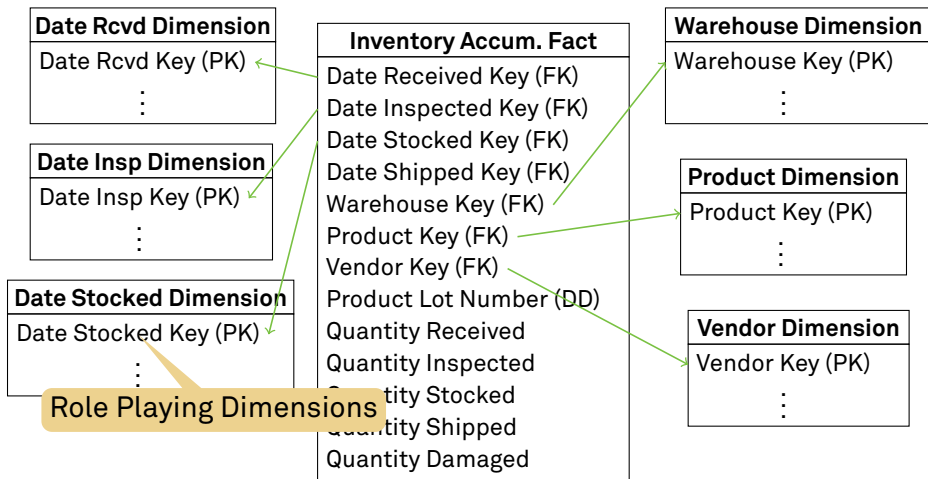 Date Rcvd Dimension
Date Rcvd Key (PK)
⋮
Date Insp Dimension
Date Insp Key (PK)
⋮
Date Stocked Dimension
Date Stocked Key (PK)
⋮
Role Playing Dimensions
Inventory Accum. Fact
Date Received Key (FK)
Date Inspected Key (FK)
Date Stocked Key (FK)
Date Shipped Key (FK)
Warehouse Key (FK)
Product Key (FK)
Vendor Key (FK)
Product Lot Number (DD)
Quantity Received
Quantity Inspected
Quantity Stocked
Quantity Shipped
Quantity Damaged
Warehouse Dimension
Warehouse Key (PK)
⋮
Product Dimension
Product Key (PK)
⋮
Vendor Dimension
Vendor Key (PK)
⋮